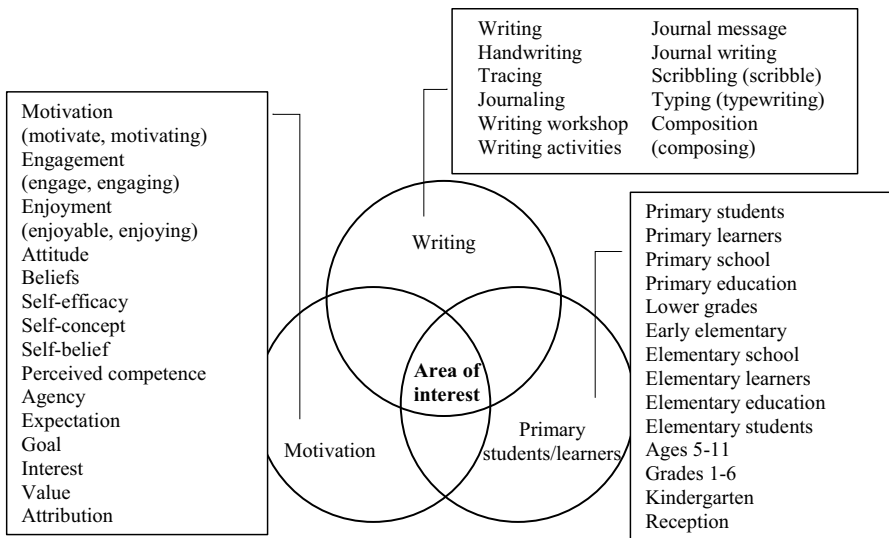 Writing
Handwriting
Tracing
Journaling
Writing workshop
Writing activities
Journal message
Journal writing
Scribbling (scribble)
Typing (typewriting)
Composition
(composing)
Motivation
(motivate, motivating)
Engagement
(engage, engaging)
Enjoyment
(enjoyable, enjoying)
Attitude
Beliefs
Self-efficacy
Self-concept
Self-belief
Perceived competence
Agency
Expectation
Goal
Interest
Value
Attribution
Writing
Area of
interest
Motivation
Primary
students/learners
Primary students
Primary learners
Primary school
Primary education
Lower grades
Early elementary
Elementary school
Elementary learners
Elementary education
Elementary students
Ages 5-11
Grades 1-6
Kindergarten
Reception